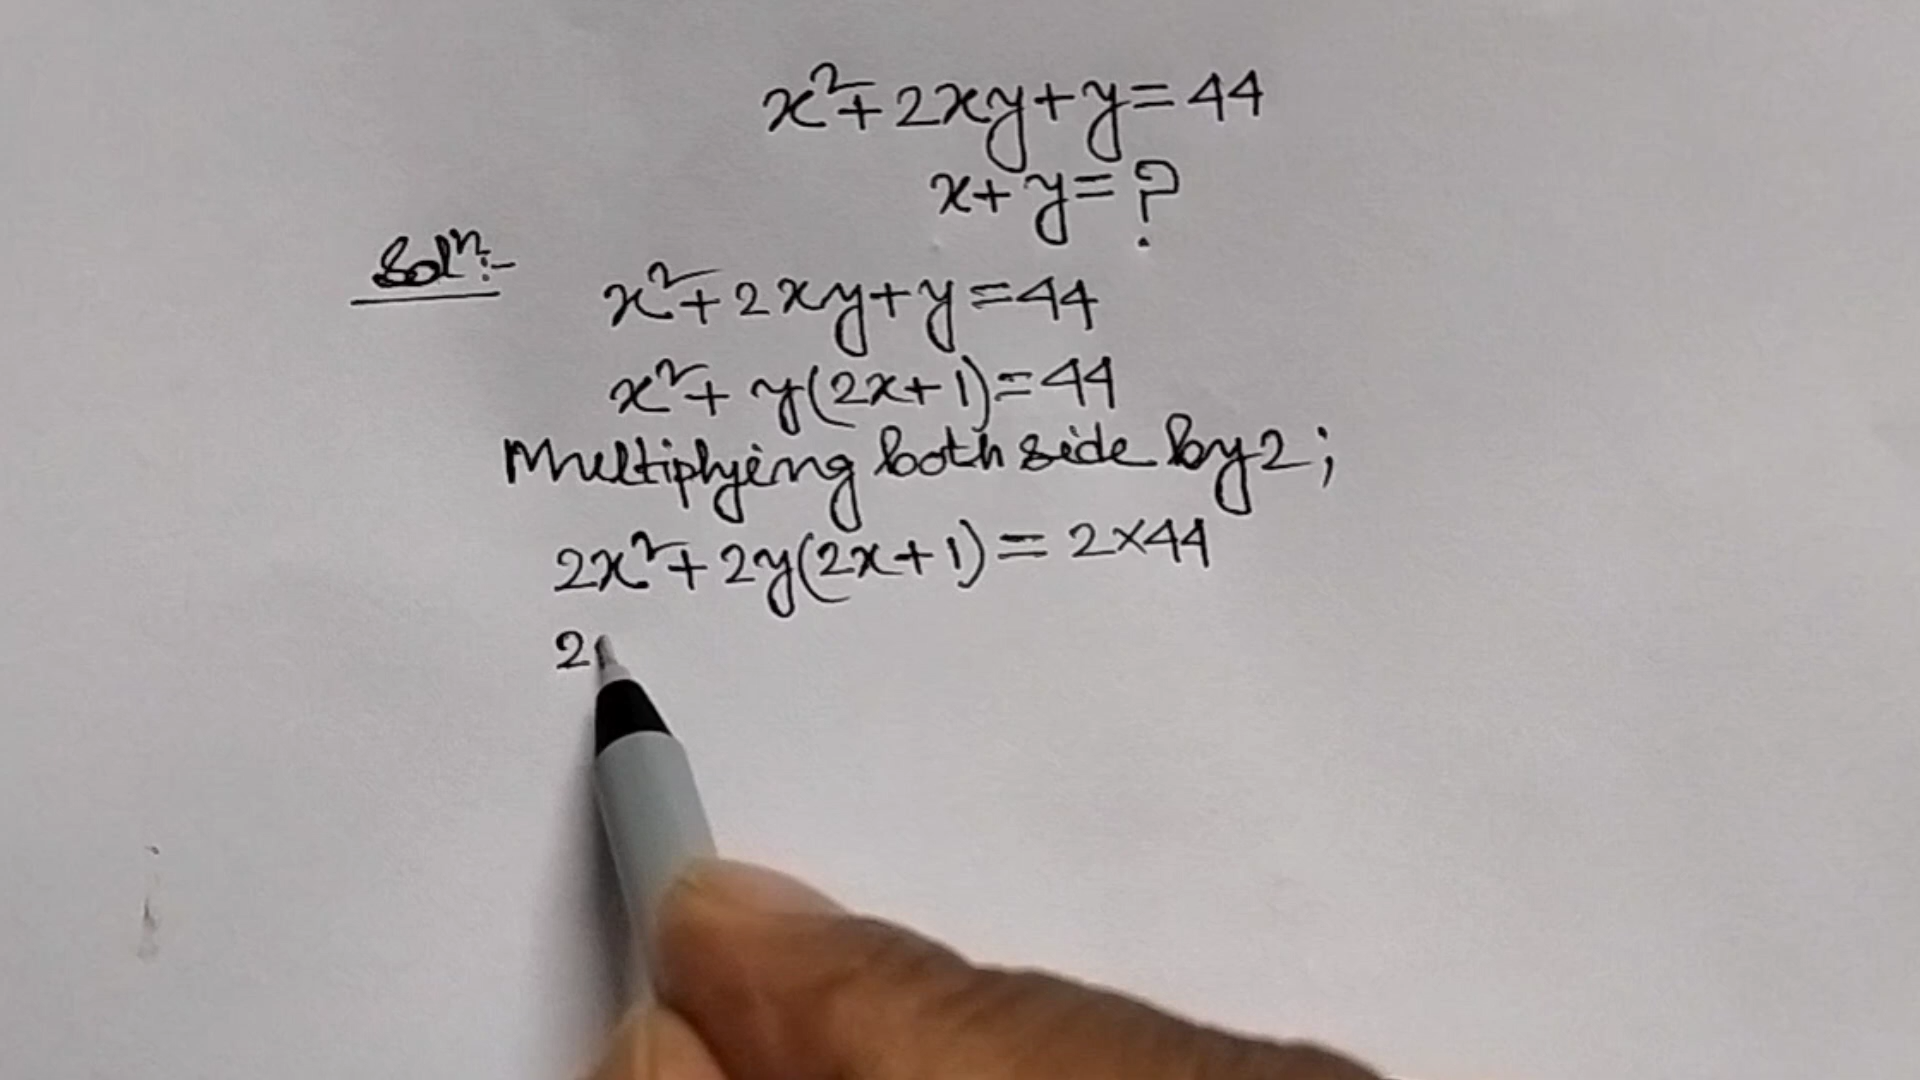 x²+2xy+y=44
x+y=?
Solⁿ:-
x²+2xy+y=44
x²+y(2x+1)=44
Multiplying both side by 2;
2x²+2y(2x+1)=2×44
2